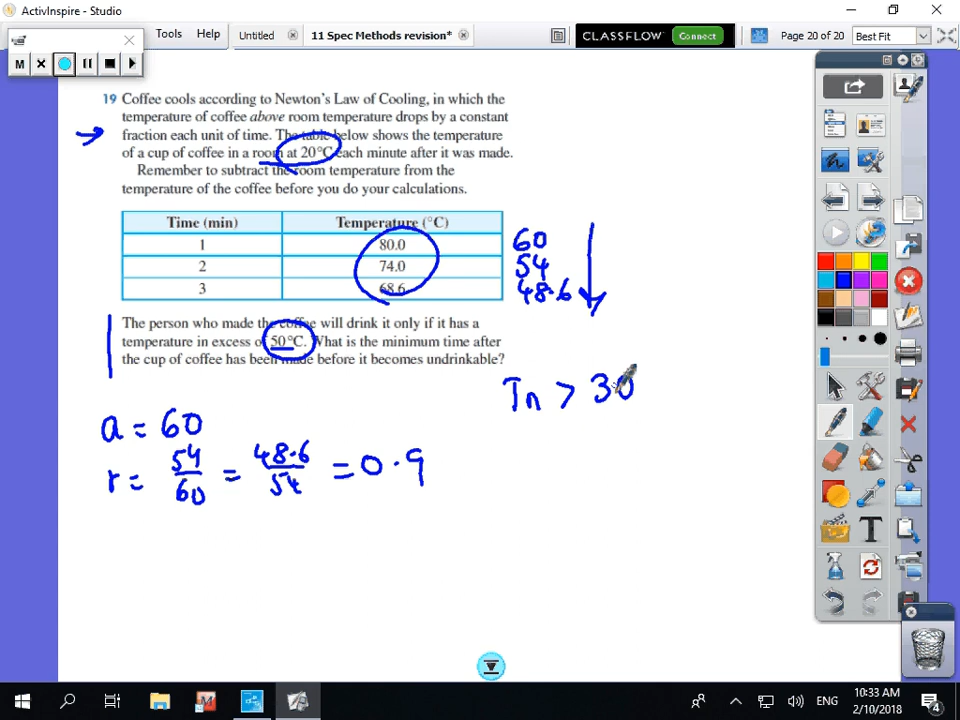 ActivInspire - Studio
Tools Help Untitled 11 Spec Methods revision* CLASSFLOW Connect Page 20 of 20 Best Fit
M
19 Coffee cools according to Newton's Law of Cooling, in which the
temperature of coffee above room temperature drops by a constant
fraction each unit of time. The table below shows the temperature
of a cup of coffee in a room at 20°C each minute after it was made.
Remember to subtract the room temperature from the
temperature of the coffee before you do your calculations.
Time (min) Temperature (°C)
1 80.0 60
2 74.0 54
3 68.6 48.6
The person who made the coffee will drink it only if it has a
temperature in excess of 50°C. What is the minimum time after
the cup of coffee has been made before it becomes undrinkable?
Tn > 30
a = 60
r = 54/60 = 48.6/54 = 0.9
T
ENG
10:33 AM
2/10/2018
4